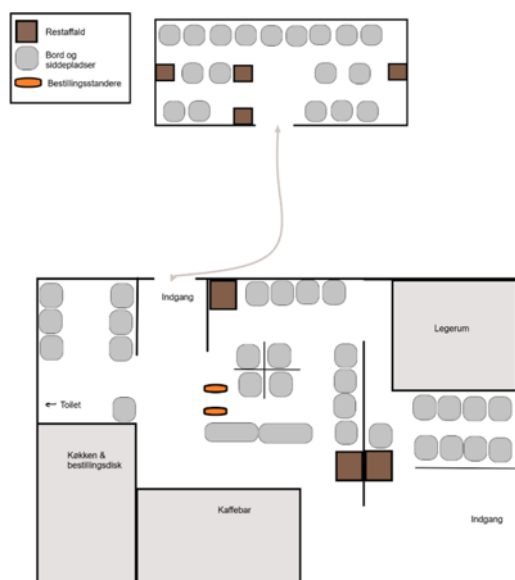 Restaffald
Bord og
siddepladser
Bestillingsstandere
Indgang
Legerum
← Toilet
Køkken &
bestillingsdisk
Kaffebar
Indgang